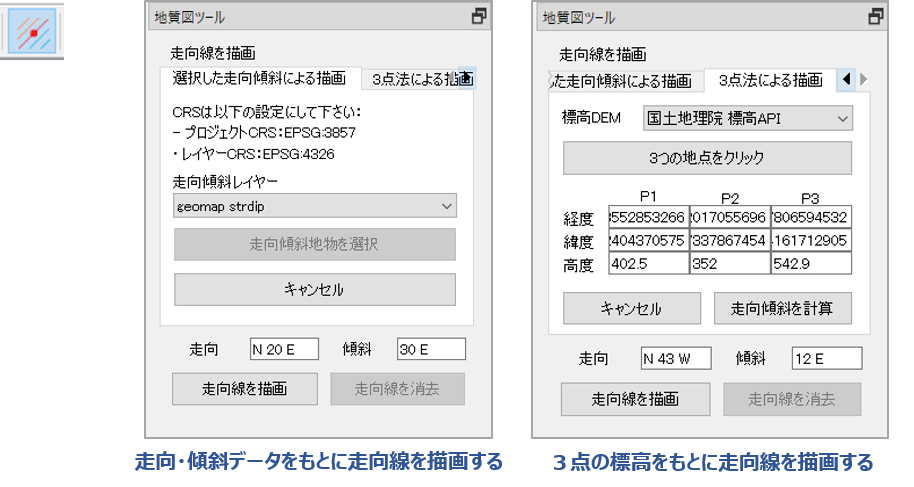 地質図ツール
走向線を描画
選択した走向傾斜による描画
3点法による描画
CRSは以下の設定にして下さい:
- プロジェクトCRS:EPSG:3857
・レイヤーCRS:EPSG:4326
走向傾斜レイヤー
geomap strdip
走向傾斜地物を選択
キャンセル
走向 N 20 E 傾斜 30 E
走向線を描画 走向線を消去
走向・傾斜データをもとに走向線を描画する
地質図ツール
走向線を描画
た走向傾斜による描画 3点法による描画
標高DEM 国土地理院 標高API
3つの地点をクリック
P1 P2 P3
経度 552853266 017055696 806594532
緯度 404370575 337867454 161712905
高度 402.5 352 542.9
キャンセル 走向傾斜を計算
走向 N 43 W 傾斜 12 E
走向線を描画 走向線を消去
3点の標高をもとに走向線を描画する